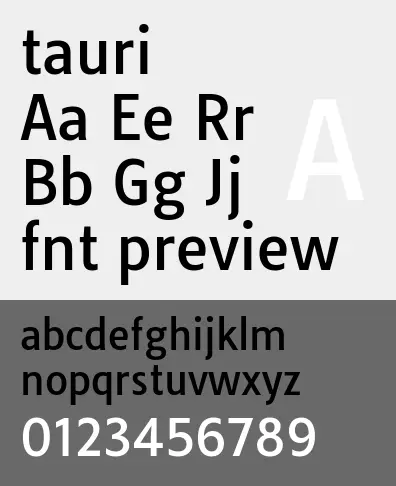 tauri
Aa Ee Rr
A
Bb Gg Jj
fnt preview
abcdefghijklm
nopqrstuvwxyz
0123456789